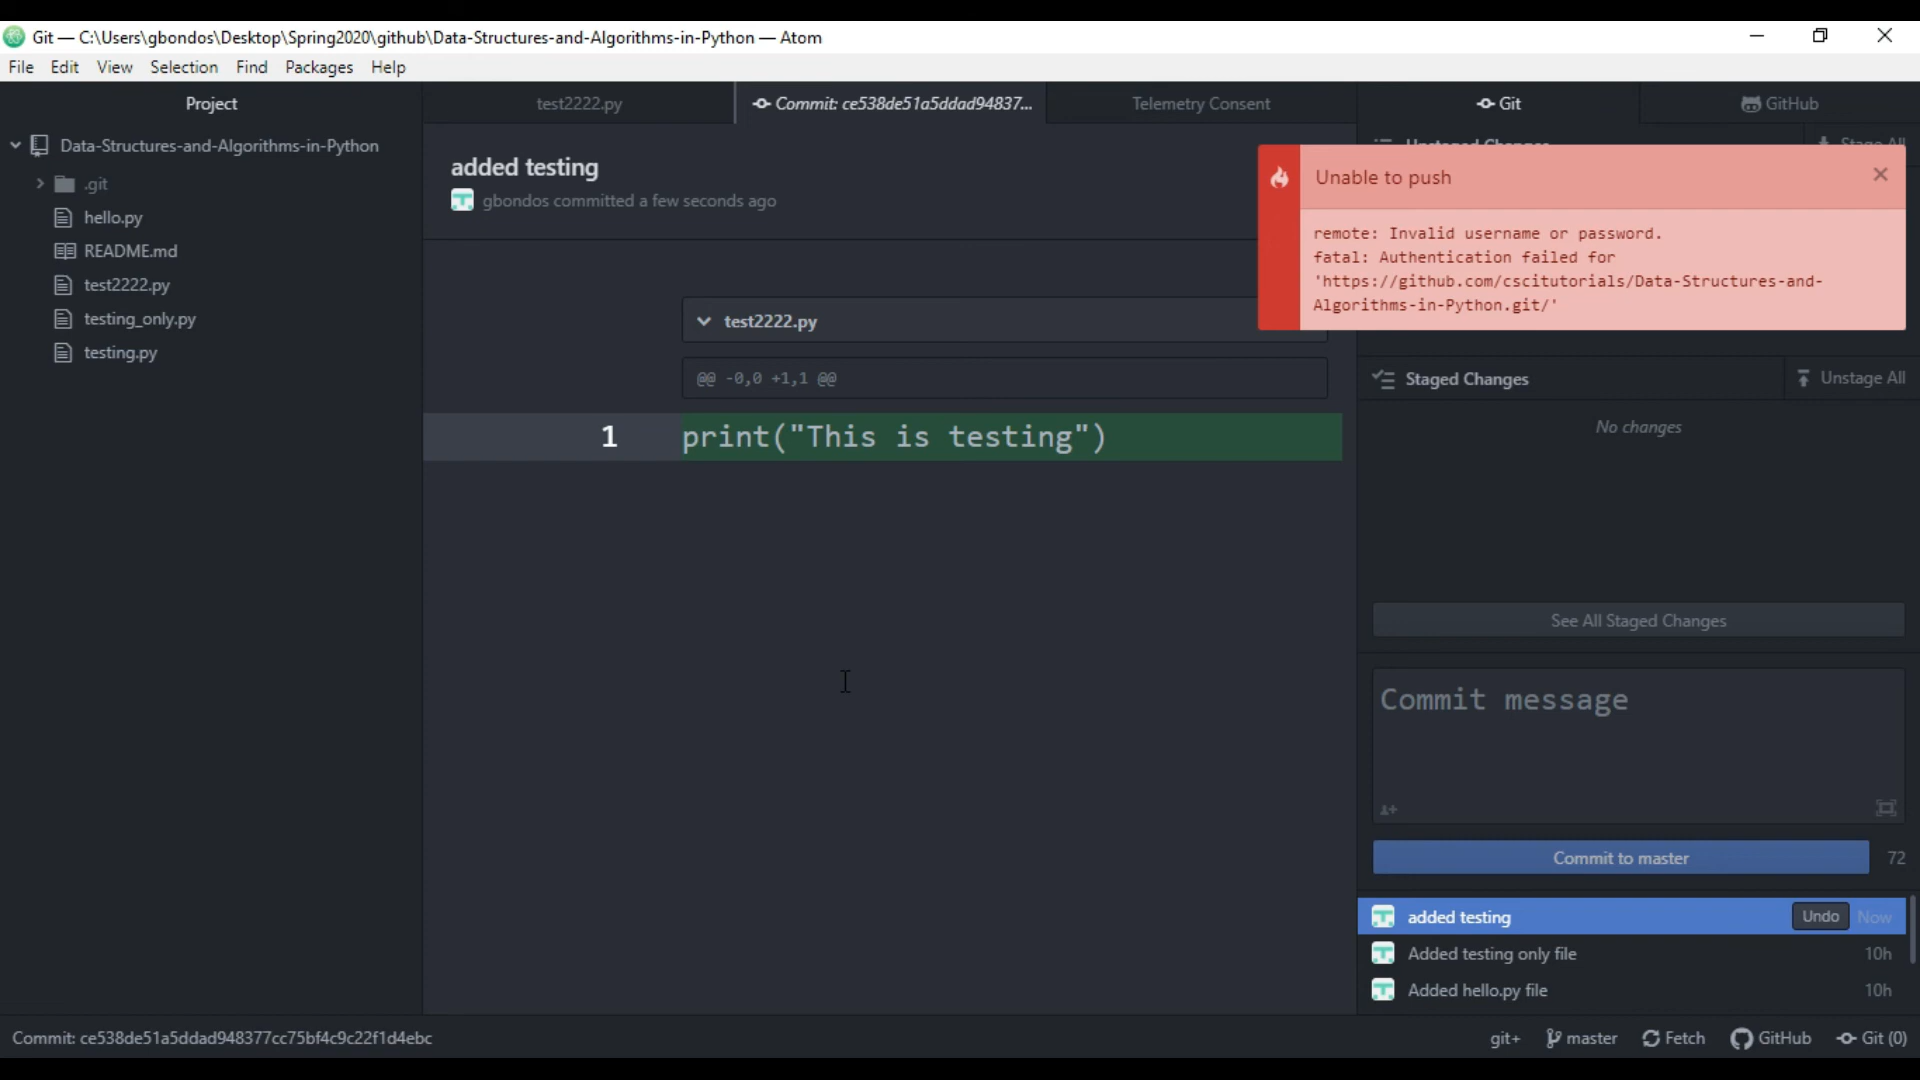 Git — C:\Users\gbondos\Desktop\Spring2020\github\Data-Structures-and-Algorithms-in-Python — Atom
File Edit View Selection Find Packages Help
Project
test2222.py
Commit: ce538de51a5ddad94837...
Telemetry Consent
Git
GitHub
Data-Structures-and-Algorithms-in-Python
.git
hello.py
README.md
test2222.py
testing_only.py
testing.py
added testing
gbondos committed a few seconds ago
test2222.py
@@ -0,0 +1,1 @@
1 print("This is testing")
Unstaged Changes
Stage All
Unable to push
remote: Invalid username or password.
fatal: Authentication failed for
'https://github.com/cscitutorials/Data-Structures-and-
Algorithms-in-Python.git/'
Staged Changes
Unstage All
No changes
See All Staged Changes
Commit message
Commit to master 72
added testing Undo Now
Added testing only file 10h
Added hello.py file 10h
Commit: ce538de51a5ddad948377cc75bf4c9c22f1d4ebc
git+ master Fetch GitHub Git (0)